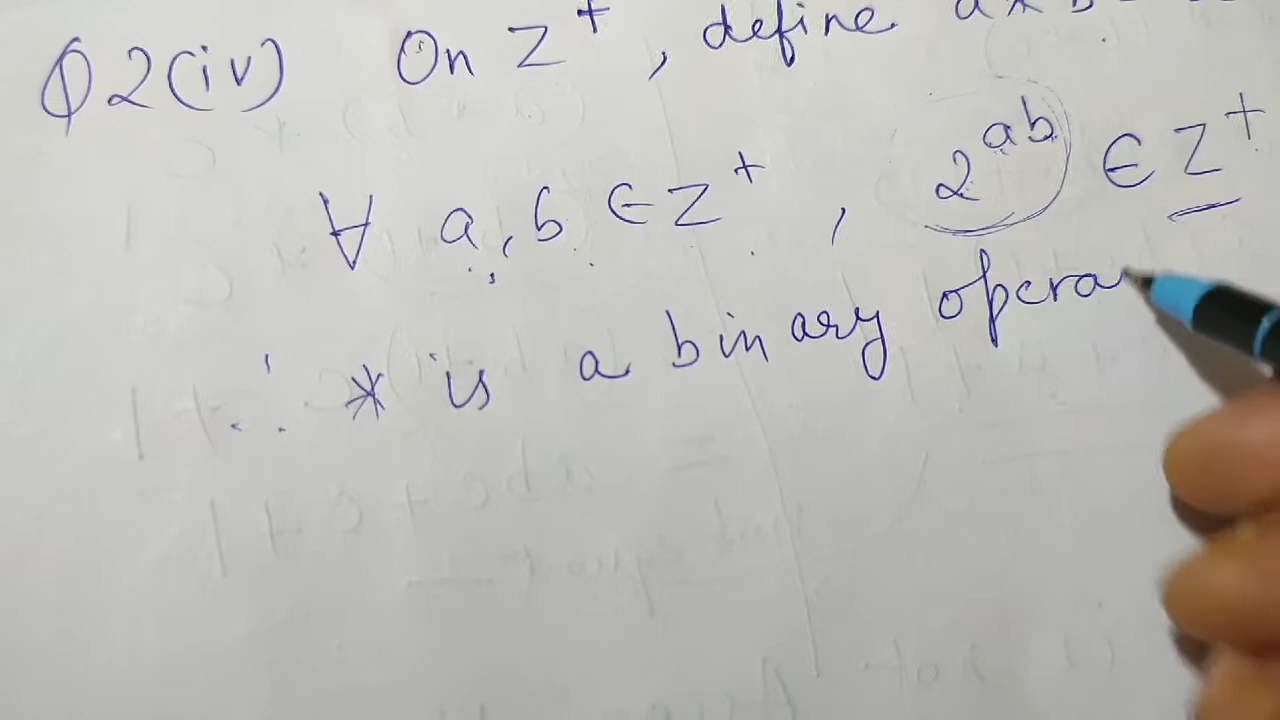 Q2(iv) On Z⁺, define a * b
∀ a, b ∈ Z⁺, 2^ab ∈ Z⁺
∴ * is a binary opera